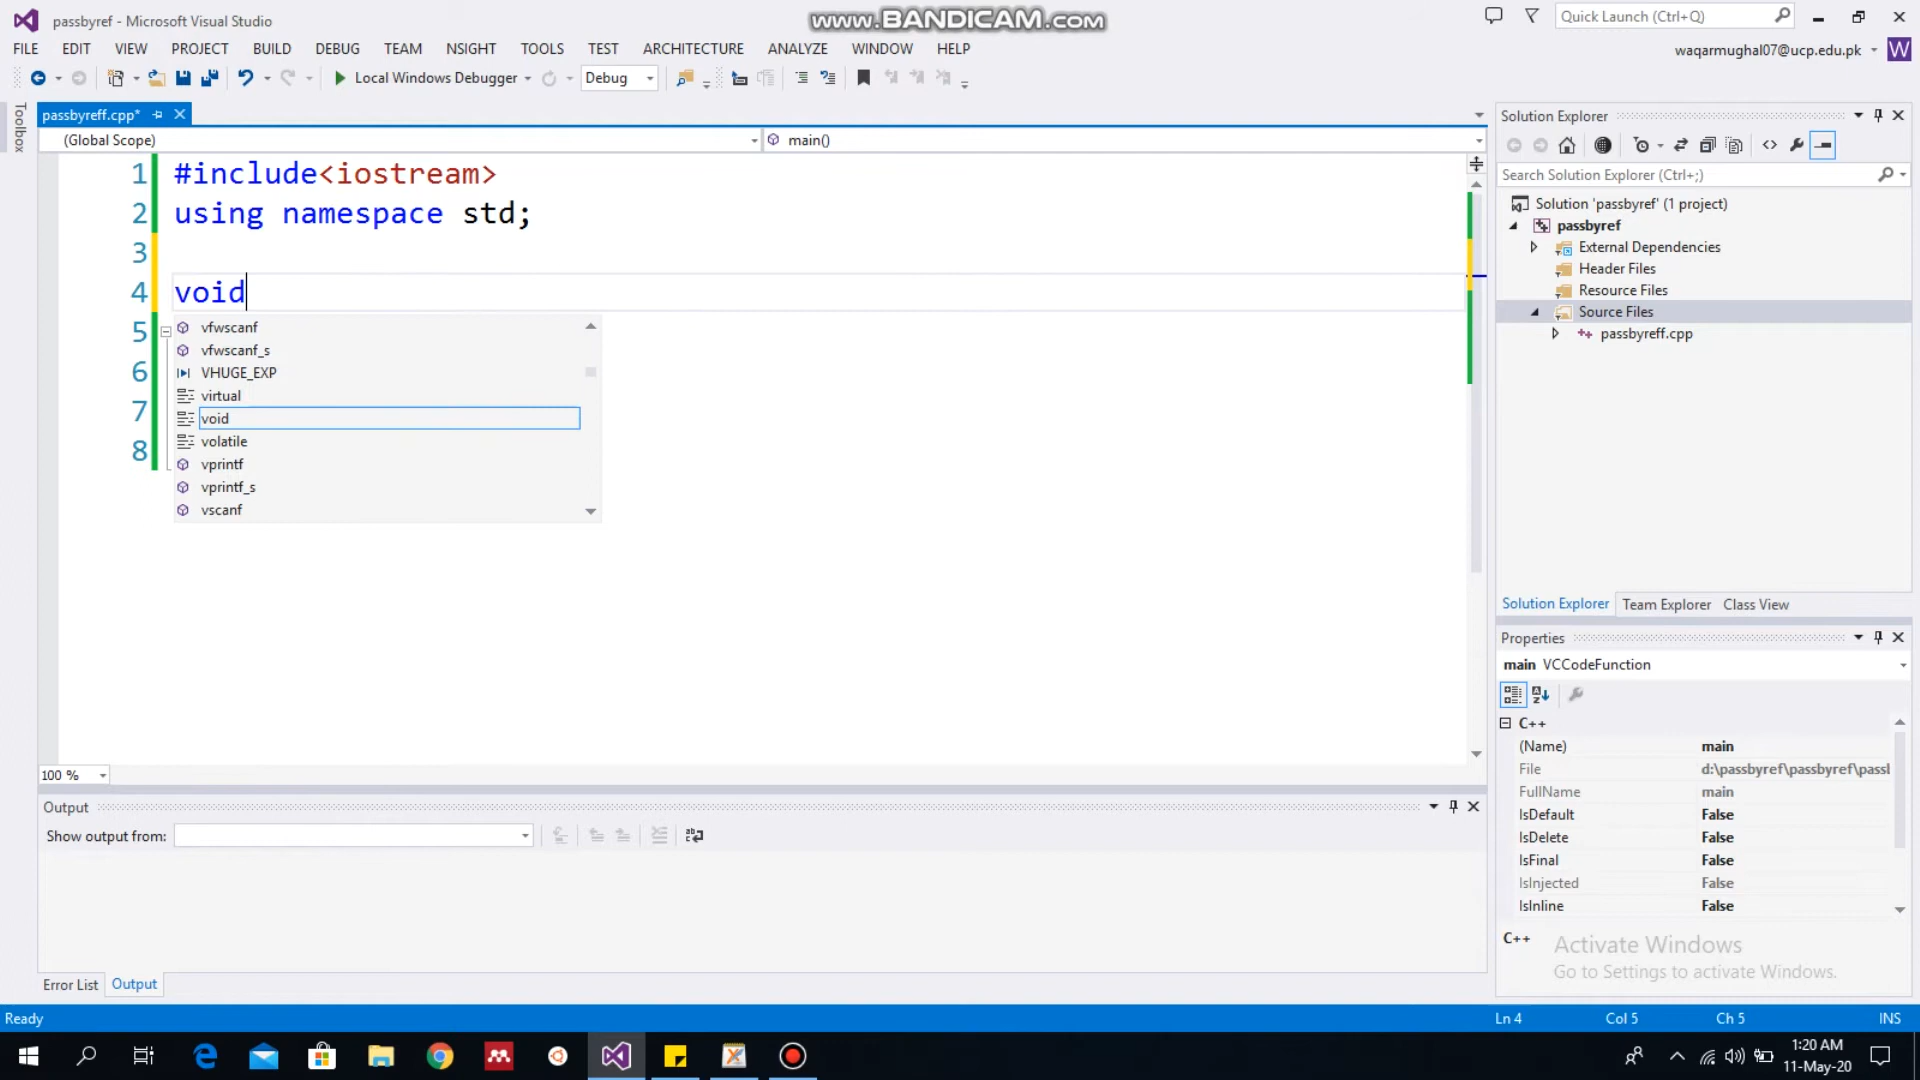 passbyref - Microsoft Visual Studio
www.BANDICAM.com
Quick Launch (Ctrl+Q)
FILE EDIT VIEW PROJECT BUILD DEBUG TEAM NSIGHT TOOLS TEST ARCHITECTURE ANALYZE WINDOW HELP
waqarmughal07@ucp.edu.pk W
Local Windows Debugger Debug
Toolbox
passbyreff.cpp*
(Global Scope) main()
1 #include<iostream>
2 using namespace std;
3
4 void
5
6
7
8
vfwscanf
vfwscanf_s
VHUGE_EXP
virtual
void
volatile
vprintf
vprintf_s
vscanf
100 %
Output
Show output from:
Error List Output
Solution Explorer
Search Solution Explorer (Ctrl+;)
Solution 'passbyref' (1 project)
passbyref
External Dependencies
Header Files
Resource Files
Source Files
passbyreff.cpp
Solution Explorer Team Explorer Class View
Properties
main VCCodeFunction
C++
(Name) main
File d:\passbyref\passbyref\passl
FullName main
IsDefault False
IsDelete False
IsFinal False
IsInjected False
IsInline False
C++
Activate Windows
Go to Settings to activate Windows.
Ready Ln 4 Col 5 Ch 5 INS
1:20 AM
11-May-20